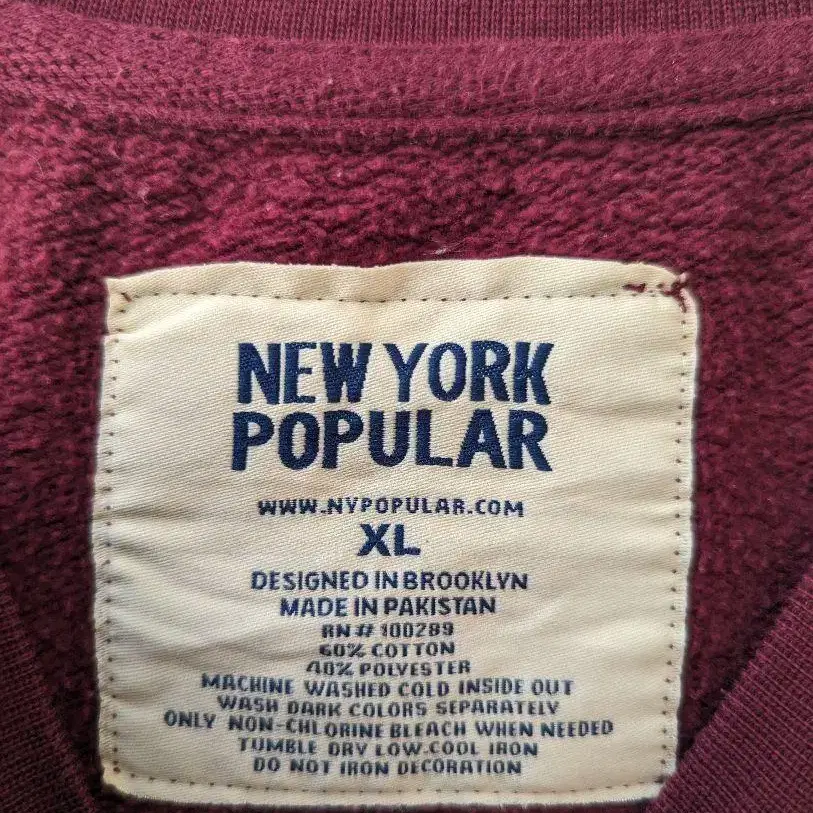 NEW YORK
POPULAR
WWW.NYPOPULAR.COM
XL
DESIGNED IN BROOKLYN
MADE IN PAKISTAN
RN# 100289
60% COTTON
40% POLYESTER
MACHINE WASHED COLD INSIDE OUT
WASH DARK COLORS SEPARATELY
ONLY NON-CHLORINE BLEACH WHEN NEEDED
TUMBLE DRY LOW.COOL IRON
DO NOT IRON DECORATION